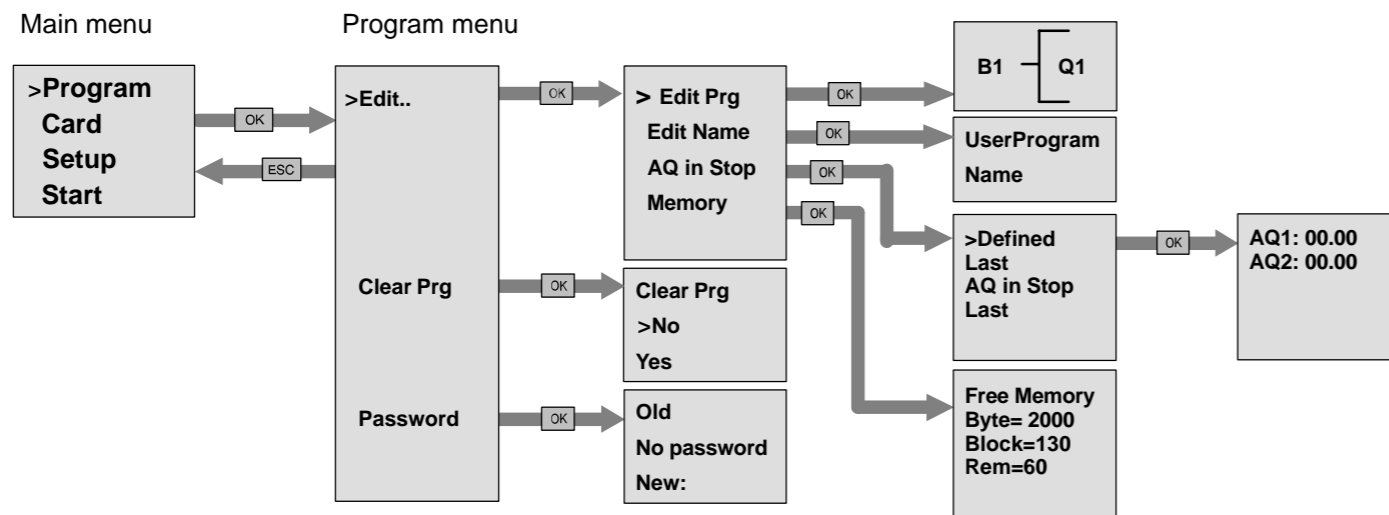 Main menu
Program menu
>Program
Card
Setup
Start
OK
ESC
>Edit..
Clear Prg
Password
OK
OK
OK
> Edit Prg
Edit Name
AQ in Stop
Memory
OK
OK
OK
OK
Clear Prg
>No
Yes
Old
No password
New:
B1 Q1
UserProgram
Name
>Defined
Last
AQ in Stop
Last
OK
AQ1: 00.00
AQ2: 00.00
Free Memory
Byte= 2000
Block=130
Rem=60